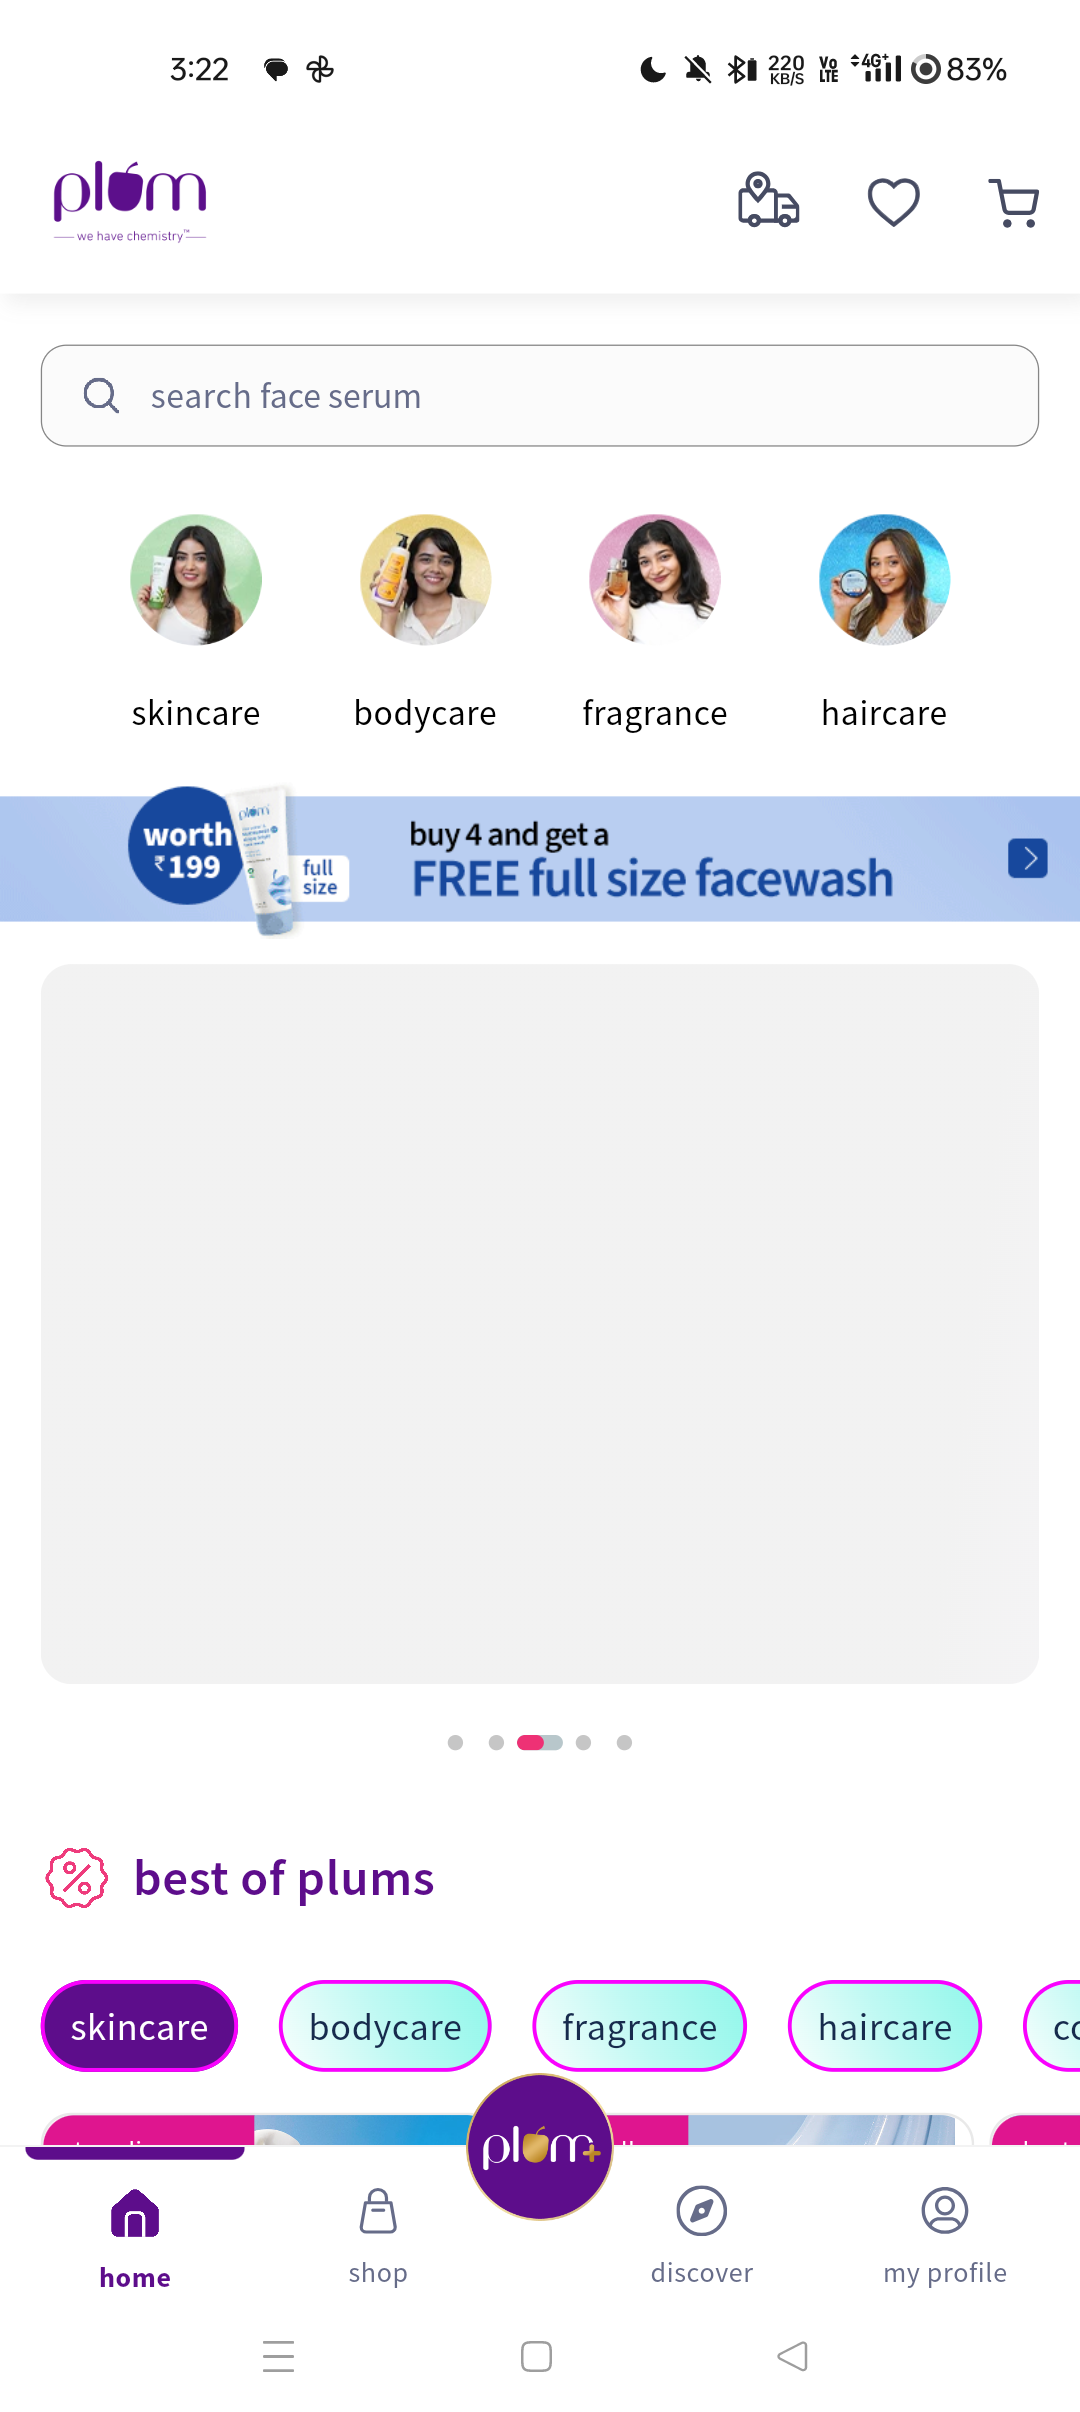 3:22
220 KB/S
Vo LTE
4G+
83%
plum
we have chemistry™
search face serum
skincare
bodycare
fragrance
haircare
worth
₹199
plum
full
size
buy 4 and get a
FREE full size facewash
best of plums
skincare
bodycare
fragrance
haircare
plum+
home
shop
discover
my profile